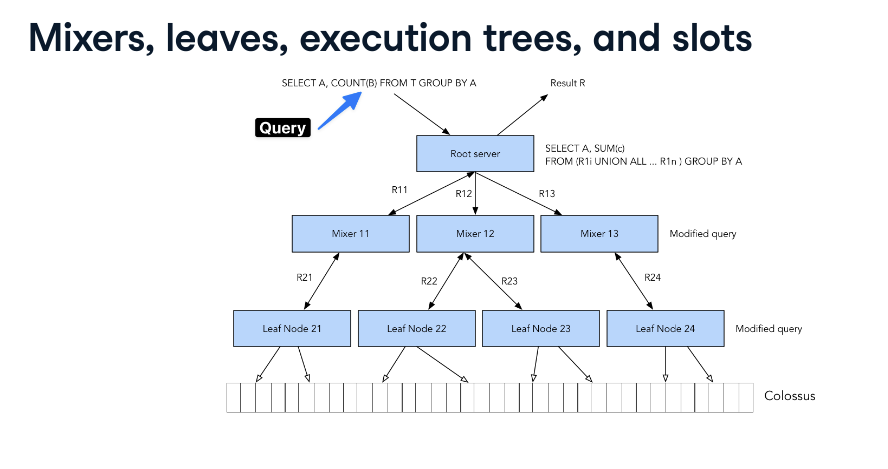 Mixers, leaves, execution trees, and slots
SELECT A, COUNT(B) FROM T GROUP BY A
Result R
Query
Root server
SELECT A, SUM(c)
FROM (R1i UNION ALL ... R1n ) GROUP BY A
R11
R12
R13
Mixer 11
Mixer 12
Mixer 13
Modified query
R21
R22
R23
R24
Leaf Node 21
Leaf Node 22
Leaf Node 23
Leaf Node 24
Modified query
Colossus